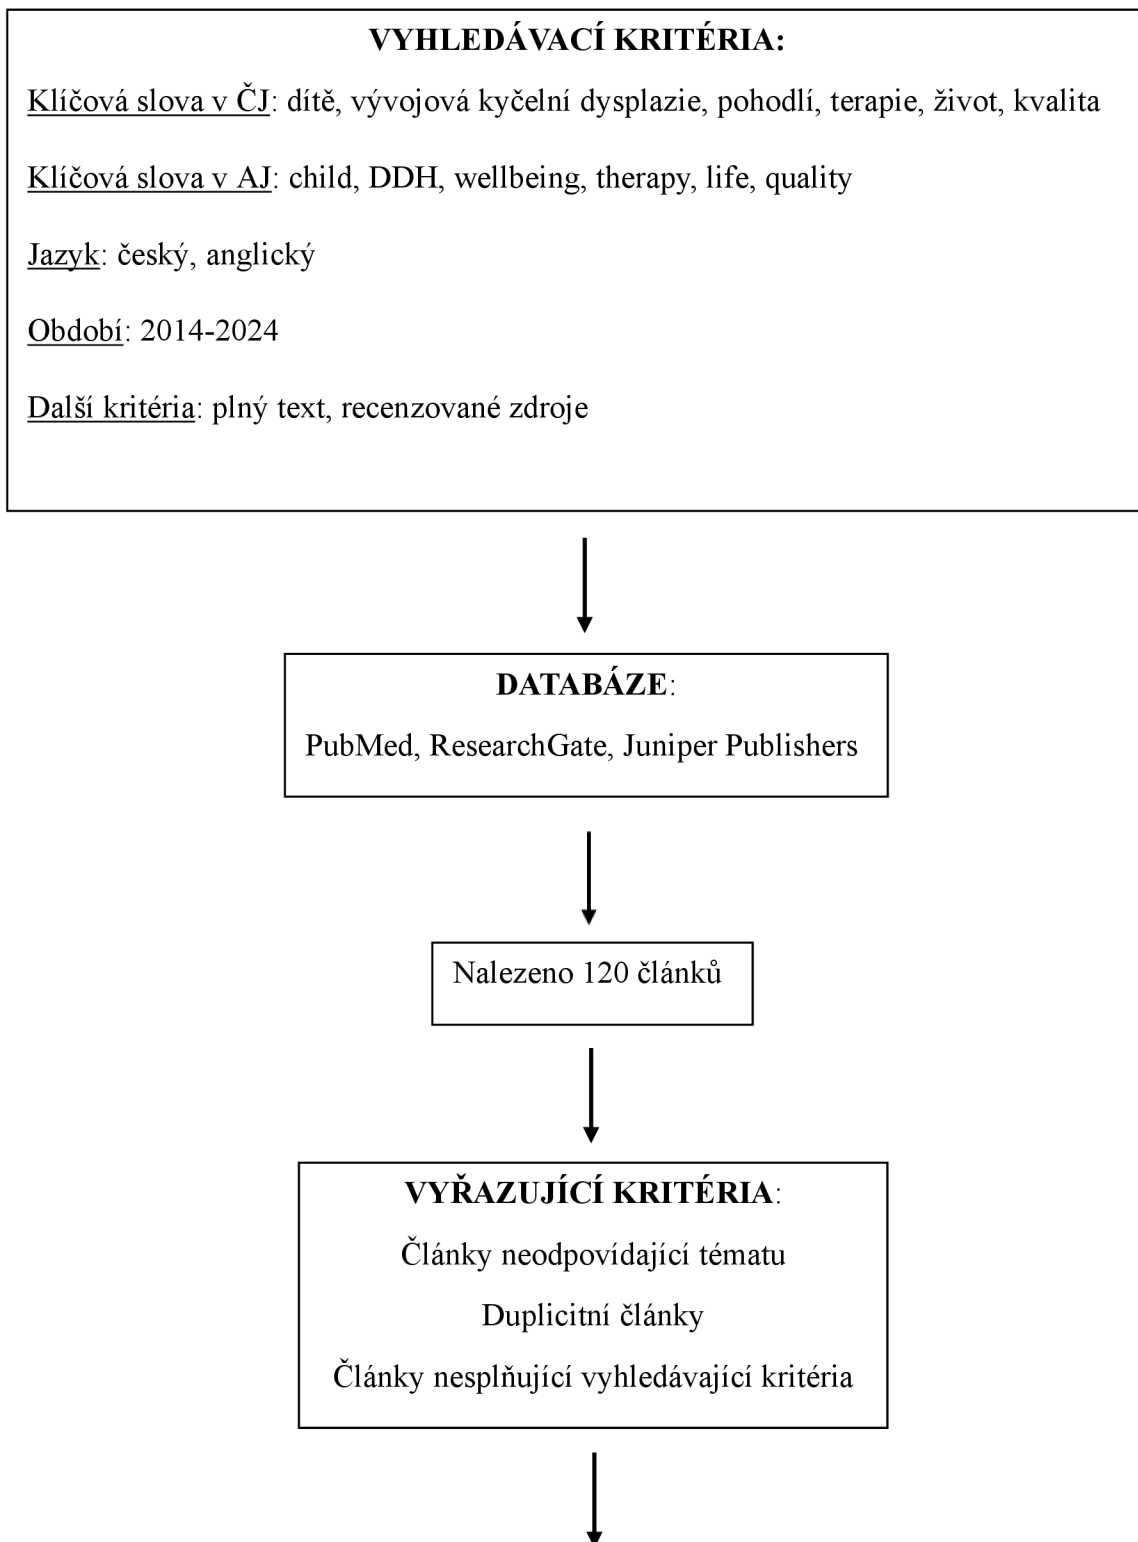 VYHLEDÁVACÍ KRITÉRIA:
Klíčová slova v ČJ: dítě, vývojová kyčelní dysplazie, pohodlí, terapie, život, kvalita
Klíčová slova v AJ: child, DDH, wellbeing, therapy, life, quality
Jazyk: český, anglický
Období: 2014-2024
Další kritéria: plný text, recenzované zdroje
DATABÁZE:
PubMed, ResearchGate, Juniper Publishers
Nalezeno 120 článků
VYŘAZUJÍCÍ KRITÉRIA:
Články neodpovídající tématu
Duplicitní články
Články nesplňující vyhledávající kritéria